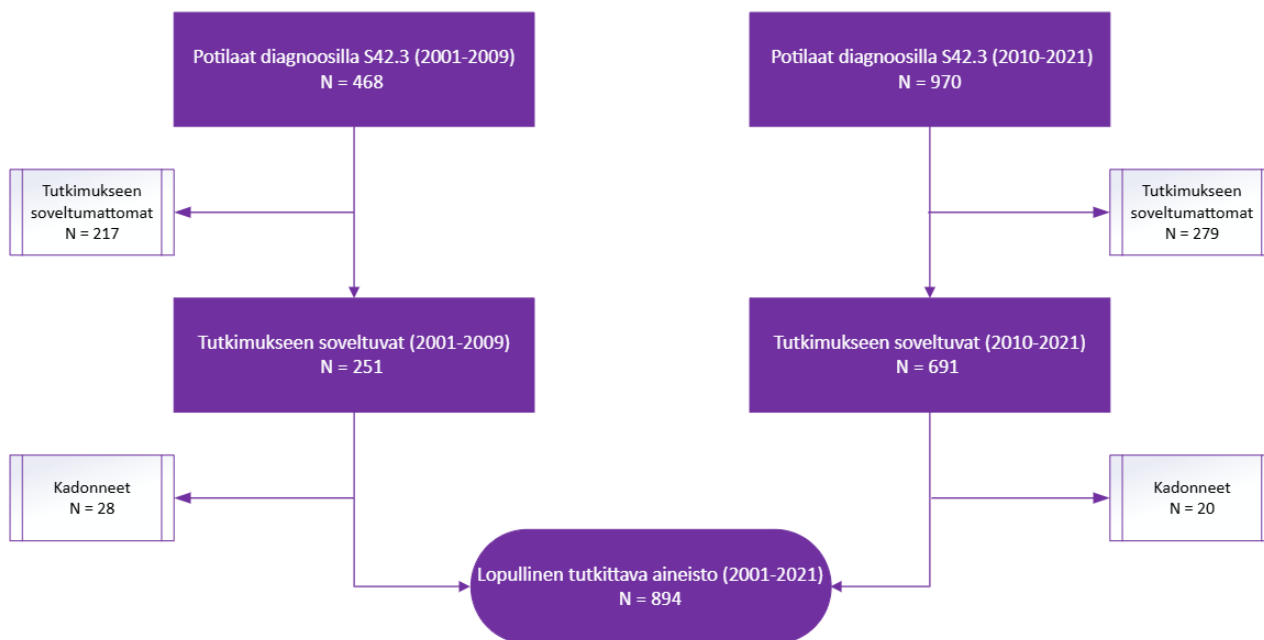 Potilaat diagnoosilla S42.3 (2001-2009)
N = 468
Potilaat diagnoosilla S42.3 (2010-2021)
N = 970
Tutkimukseen
soveltumattomat
N = 217
Tutkimukseen
soveltumattomat
N = 279
Tutkimukseen soveltuvat (2001-2009)
N = 251
Tutkimukseen soveltuvat (2010-2021)
N = 691
Kadonneet
N = 28
Kadonneet
N = 20
Lopullinen tutkittava aineisto (2001-2021)
N = 894